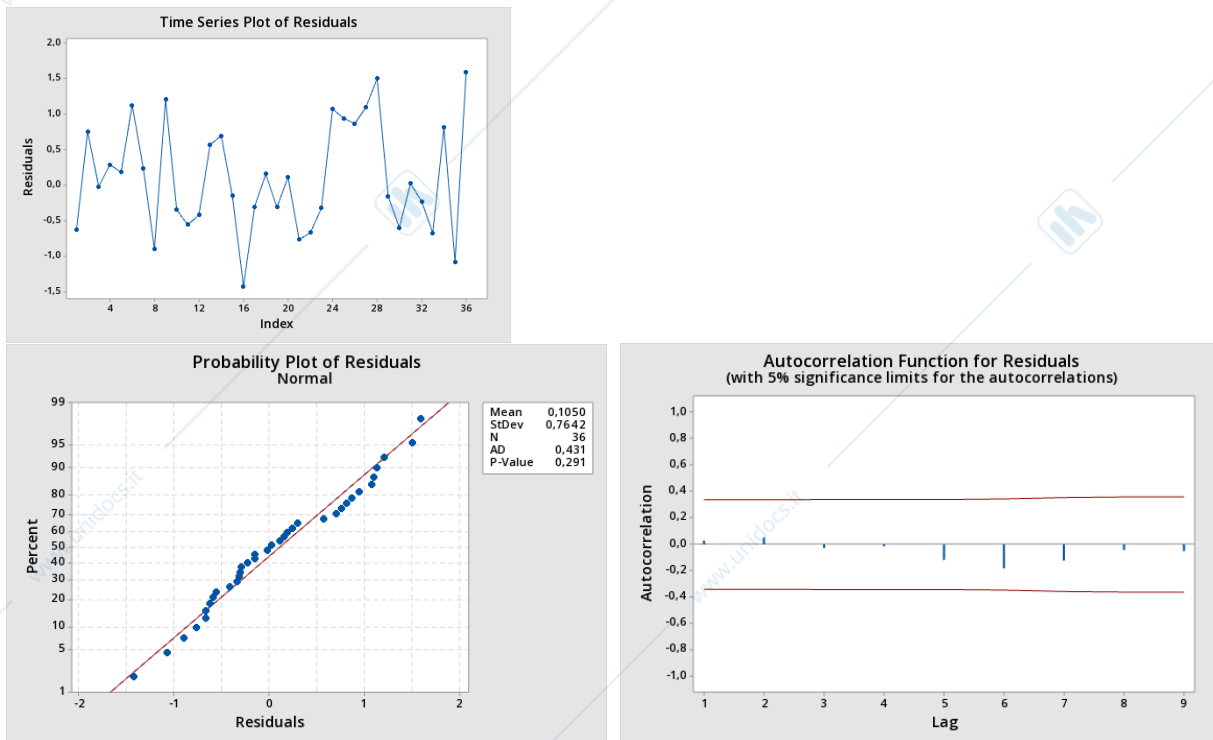 Time Series Plot of Residuals
2,0
1,5
1,0
0,5
0,0
-0,5
-1,0
-1,5
Residuals
4 8 12 16 20 24 28 32 36
Index
Probability Plot of Residuals
Normal
99
95
90
80
70
60
50
40
30
20
10
5
1
Percent
-2 -1 0 1 2
Residuals
Mean 0,1050
StDev 0,7642
N 36
AD 0,431
P-Value 0,291
Autocorrelation Function for Residuals
(with 5% significance limits for the autocorrelations)
1,0
0,8
0,6
0,4
0,2
0,0
-0,2
-0,4
-0,6
-0,8
-1,0
Autocorrelation
1 2 3 4 5 6 7 8 9
Lag
www.unidocs.it
www.unidocs.it